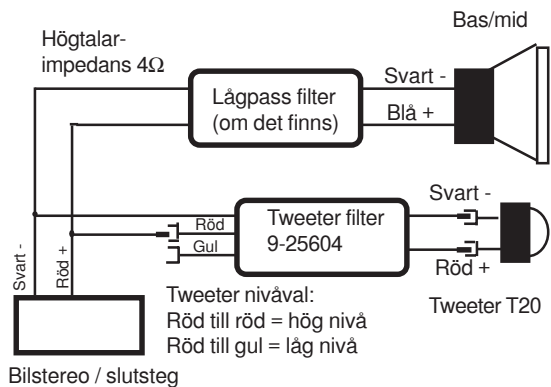 Bas/mid
Högtalar-
impedans 4Ω
Svart -
Lågpass filter
(om det finns)
Blå +
Svart -
Röd
Tweeter filter
9-25604
Gul
Svart -
Röd +
Röd +
Tweeter nivåval:
Röd till röd = hög nivå
Röd till gul = låg nivå
Tweeter T20
Bilstereo / slutsteg